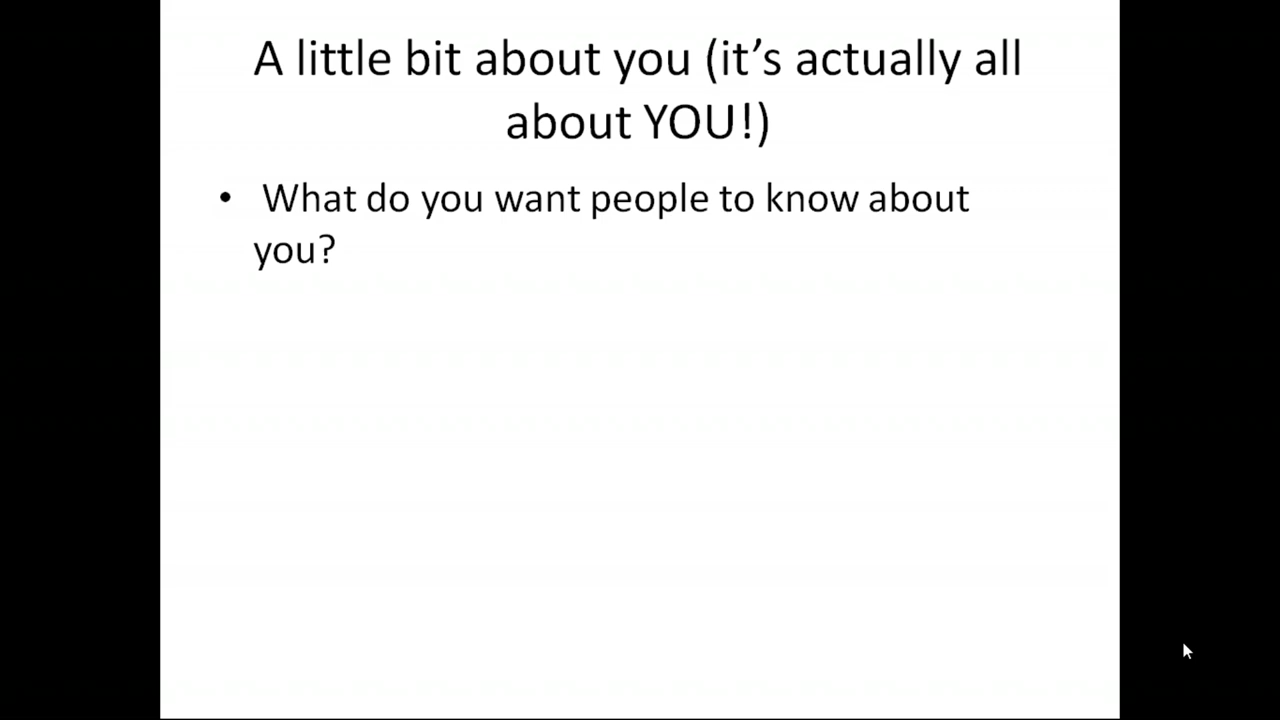 A little bit about you (it’s actually all
about YOU!)
• What do you want people to know about
you?